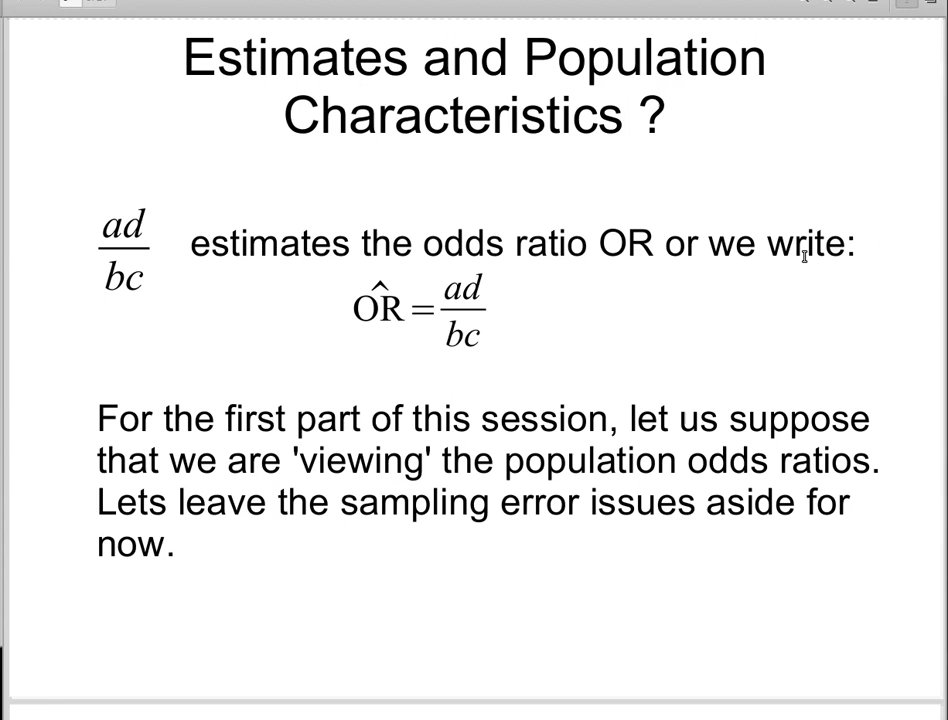 Estimates and Population
Characteristics ?
ad/bc estimates the odds ratio OR or we write:
ÔR = ad/bc
For the first part of this session, let us suppose
that we are 'viewing' the population odds ratios.
Lets leave the sampling error issues aside for
now.